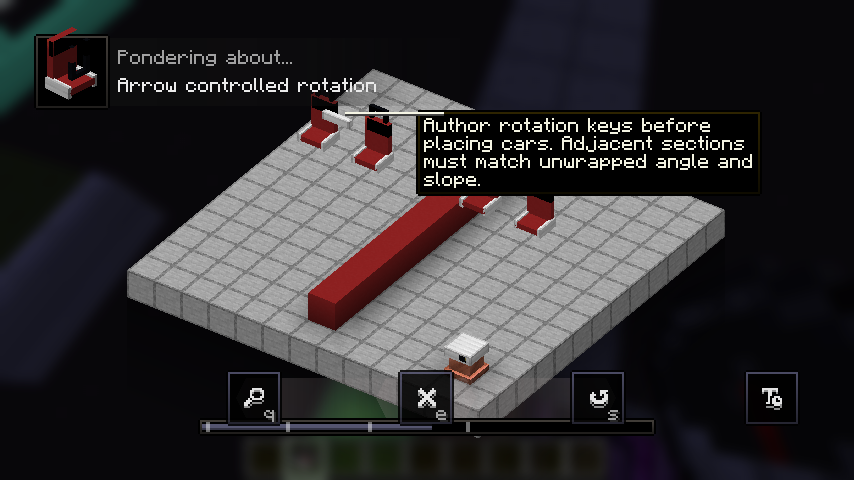 Pondering about...
Arrow controlled rotation
Author rotation keys before
placing cars. Adjacent sections
must match unwrapped angle and
slope.
q
e
s
T